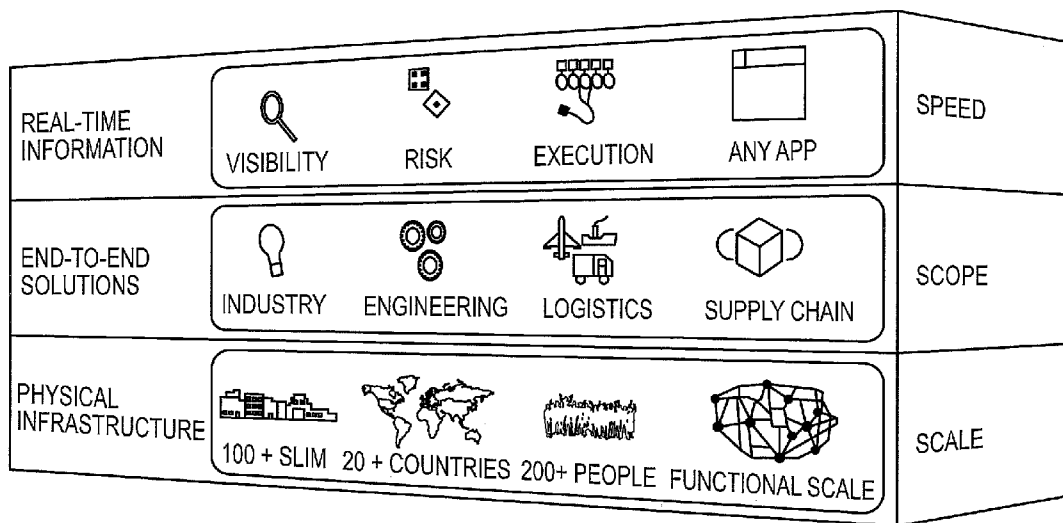 REAL-TIME
INFORMATION
VISIBILITY
RISK
EXECUTION
ANY APP
SPEED
END-TO-END
SOLUTIONS
INDUSTRY
ENGINEERING
LOGISTICS
SUPPLY CHAIN
SCOPE
PHYSICAL
INFRASTRUCTURE
100 + SLIM
20 + COUNTRIES
200+ PEOPLE
FUNCTIONAL SCALE
SCALE